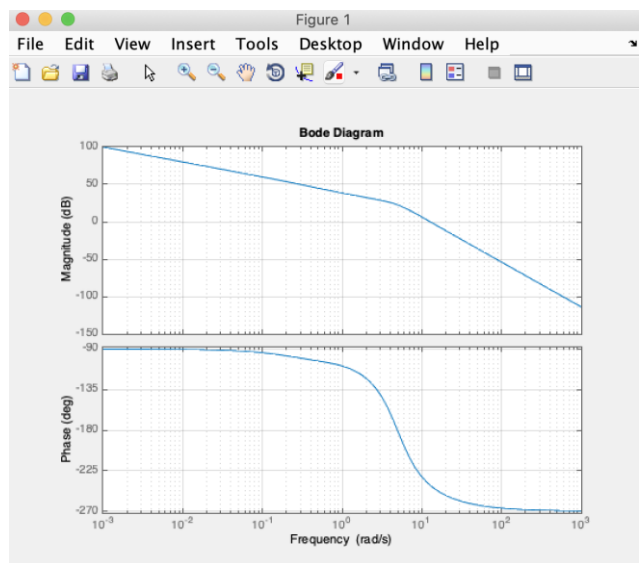 Figure 1
File Edit View Insert Tools Desktop Window Help
Bode Diagram
100
50
0
-50
-100
-150
Magnitude (dB)
-90
-135
-180
-225
-270
Phase (deg)
10-3 10-2 10-1 100 101 102 103
Frequency (rad/s)